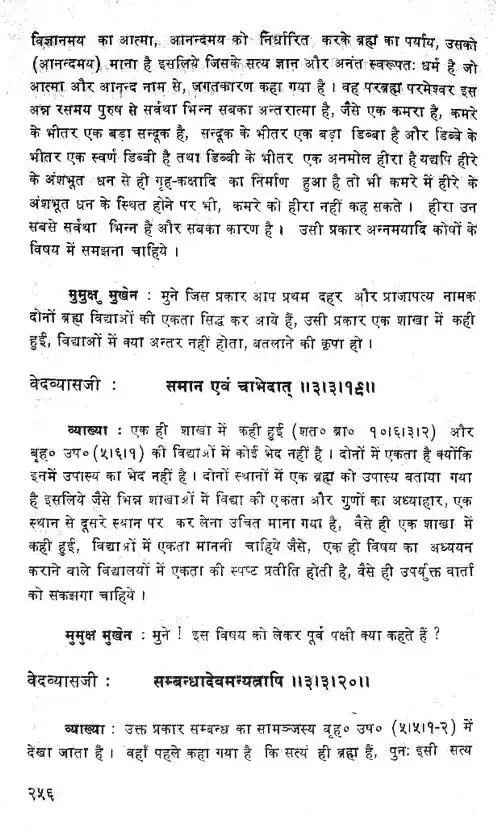 विज्ञानमय का आत्मा, आनन्दमय को निर्धारित करके ब्रह्म का पर्याय, उसको
(आनन्दमय) माना है इसलिये जिसके सत्य ज्ञान और अनंत स्वरूपतः धर्म है जो
आत्मा और आनन्द नाम से, जगतकारण कहा गया है। वह परब्रह्म परमेश्वर इस
अन्न रसमय पुरुष से सर्वथा भिन्न सबका अन्तरात्मा है, जैसे एक कमरा है, कमरे
के भीतर एक बड़ा सन्दूक है, सन्दूक के भीतर एक बड़ा डिब्बा है और डिब्बे के
भीतर एक स्वर्ण डिब्बी है तथा डिब्बी के भीतर एक अनमोल हीरा है यद्यपि हीरे
के अंशभूत धन से ही गृह-कक्षादि का निर्माण हुआ है तो भी कमरे में हीरे के
अंशभूत धन के स्थित होने पर भी, कमरे को हीरा नहीं कह सकते। हीरा उन
सबसे सर्वथा भिन्न है और सबका कारण है। उसी प्रकार अन्नमयादि कोषों के
विषय में समझना चाहिये।
मुमुक्षु मुखेन : मुने जिस प्रकार आप प्रथम दहर और प्राजापत्य नामक
दोनों ब्रह्म विद्याओं की एकता सिद्ध कर आये हैं, उसी प्रकार एक शाखा में कही
हुई, विद्याओं में क्या अन्तर नहीं होता, बतलाने की कृपा हो।
वेदव्यासजी : समान एवं चाभेदात् ॥३।३।१९॥
व्याख्या : एक ही शाखा में कही हुई (शत० ब्रा० १०।६।३।२) और
बृह० उप० (५।६।१) की विद्याओं में कोई भेद नहीं है। दोनों में एकता है क्योंकि
इनमें उपास्य का भेद नहीं है। दोनों स्थानों में एक ब्रह्म को उपास्य बताया गया
है इसलिये जैसे भिन्न शाखाओं में विद्या की एकता और गुणों का अध्याहार, एक
स्थान से दूसरे स्थान पर कर लेना उचित माना गया है, वैसे ही एक शाखा में
कही हुई, विद्याओं में एकता माननी चाहिये जैसे, एक ही विषय का अध्ययन
कराने वाले विद्यालयों में एकता की स्पष्ट प्रतीति होती है, वैसे ही उपर्युक्त वार्ता
को सकझगा चाहिये।
मुमुक्ष मुखेन : मुने ! इस विषय को लेकर पूर्व पक्षी क्या कहते हैं ?
वेदव्यासजी : सम्बन्धादेवमन्यत्रापि ॥३।३।२०॥
व्याख्या : उक्त प्रकार सम्बन्ध का सामञ्जस्य बृह० उप० (५।५।१-२) में
देखा जाता है। वहाँ पहले कहा गया है कि सत्यं ही ब्रह्म हैं, पुनः इसी सत्य
२५६